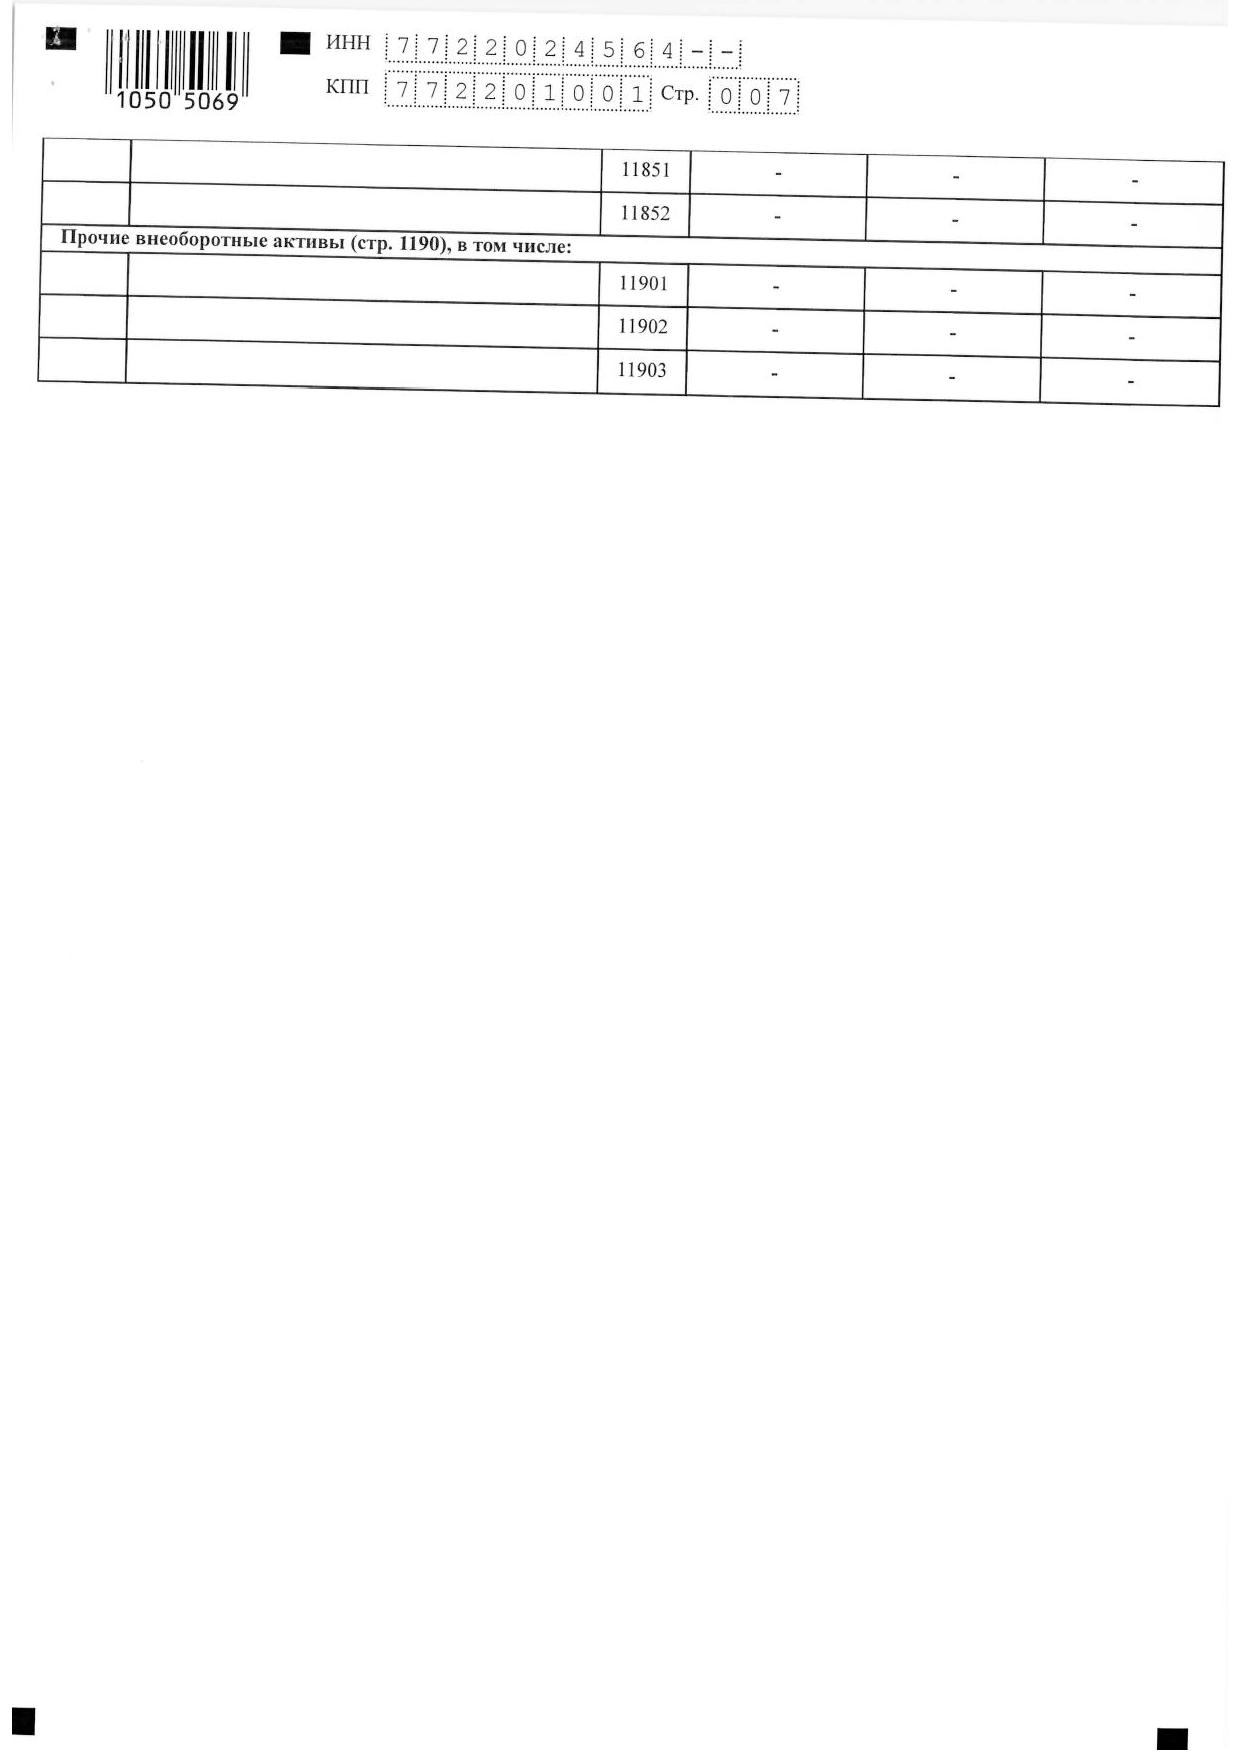 ИНН 7722024564--
1050 5069
КПП 772201001 Стр. 007
11851 - - -
11852 - - -
Прочие внеоборотные активы (стр. 1190), в том числе:
11901 - - -
11902 - - -
11903 - - -